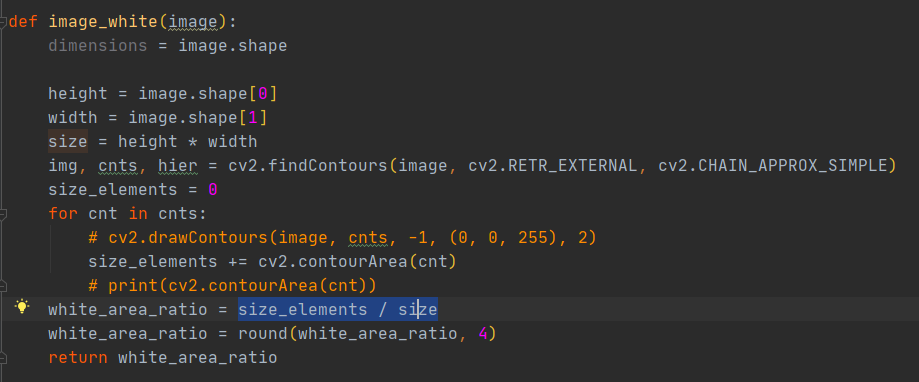 def image_white(image):
    dimensions = image.shape

    height = image.shape[0]
    width = image.shape[1]
    size = height * width
    img, cnts, hier = cv2.findContours(image, cv2.RETR_EXTERNAL, cv2.CHAIN_APPROX_SIMPLE)
    size_elements = 0
    for cnt in cnts:
        # cv2.drawContours(image, cnts, -1, (0, 0, 255), 2)
        size_elements += cv2.contourArea(cnt)
        # print(cv2.contourArea(cnt))
    white_area_ratio = size_elements / size
    white_area_ratio = round(white_area_ratio, 4)
    return white_area_ratio